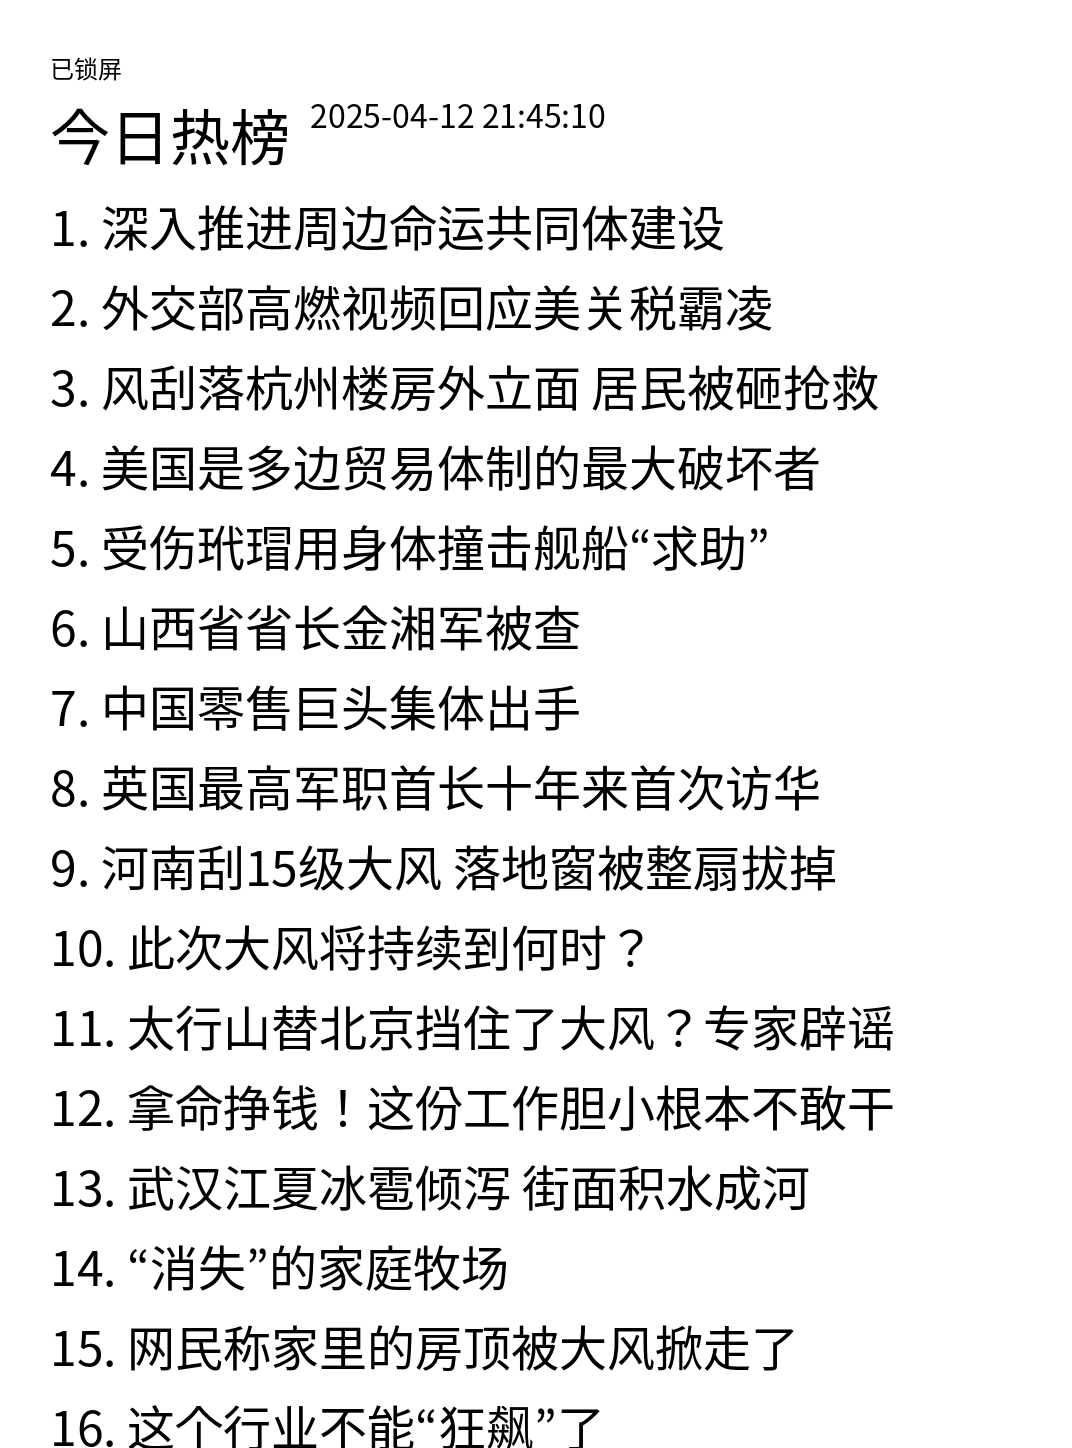 已锁屏
今日热榜 2025-04-12 21:45:10
1. 深入推进周边命运共同体建设
2. 外交部高燃视频回应美关税霸凌
3. 风刮落杭州楼房外立面 居民被砸抢救
4. 美国是多边贸易体制的最大破坏者
5. 受伤玳瑁用身体撞击舰船“求助”
6. 山西省省长金湘军被查
7. 中国零售巨头集体出手
8. 英国最高军职首长十年来首次访华
9. 河南刮15级大风 落地窗被整扇拔掉
10. 此次大风将持续到何时？
11. 太行山替北京挡住了大风？专家辟谣
12. 拿命挣钱！这份工作胆小根本不敢干
13. 武汉江夏冰雹倾泻 街面积水成河
14. “消失”的家庭牧场
15. 网民称家里的房顶被大风掀走了
16. 这个行业不能“狂飙”了